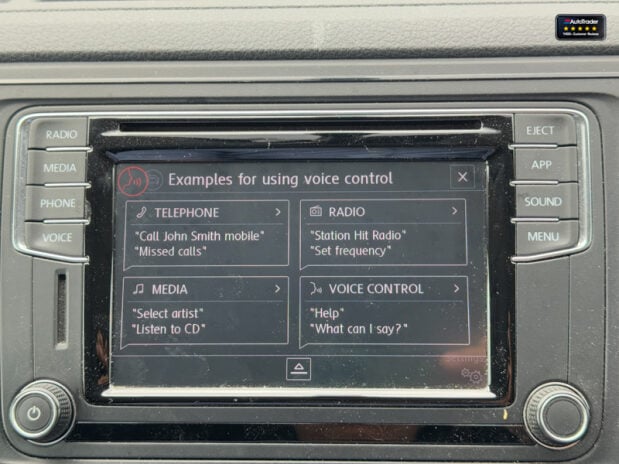 AutoTrader
RADIO
MEDIA
PHONE
VOICE
Examples for using voice control
TELEPHONE
"Call John Smith mobile"
"Missed calls"
RADIO
"Station Hit Radio"
"Set frequency"
MEDIA
"Select artist"
"Listen to CD"
VOICE CONTROL
"Help"
"What can I say?"
Settings
EJECT
APP
SOUND
MENU